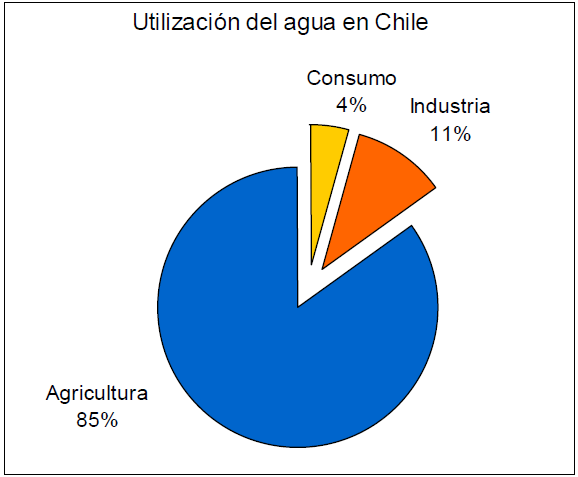 Utilización del agua en Chile
Consumo
4%
Industria
11%
Agricultura
85%